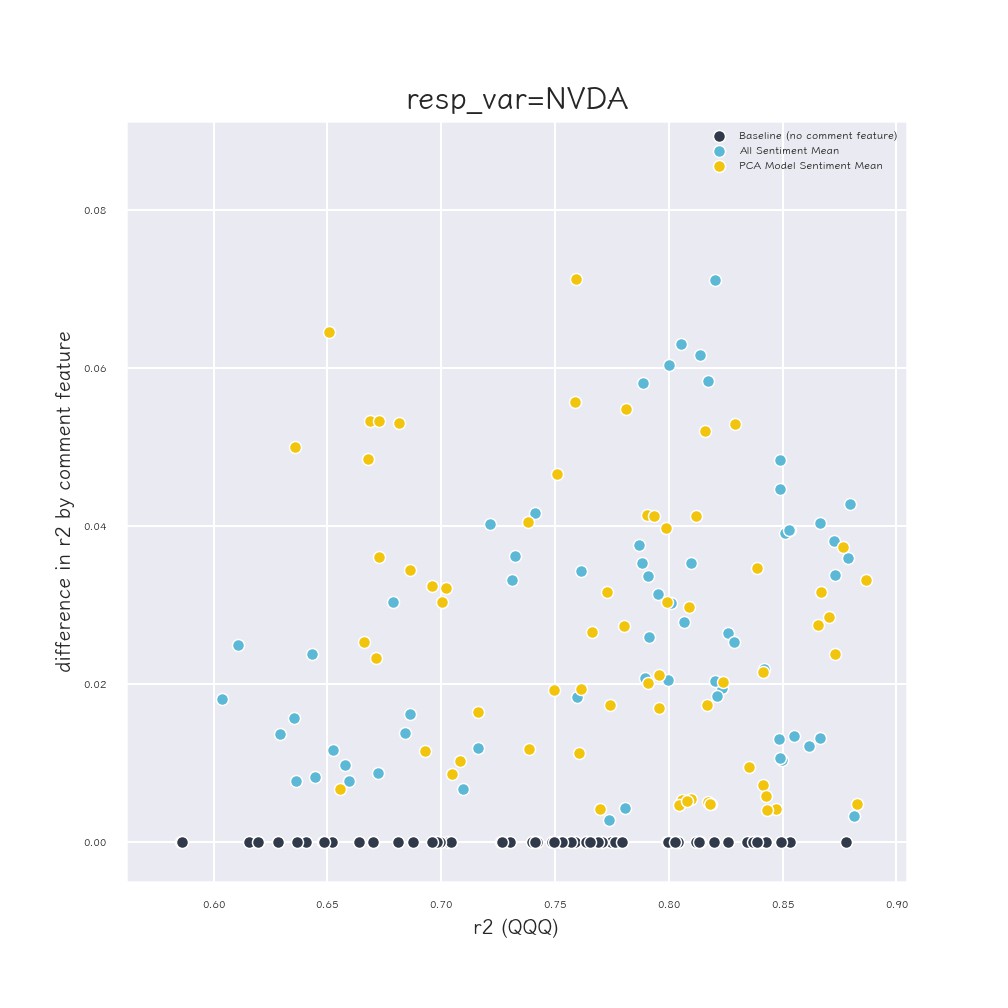 resp_var=NVDA
Baseline (no comment feature)
All Sentiment Mean
PCA Model Sentiment Mean
0.08
0.06
0.04
0.02
0.00
difference in r2 by comment feature
0.60 0.65 0.70 0.75 0.80 0.85 0.90
r2 (QQQ)